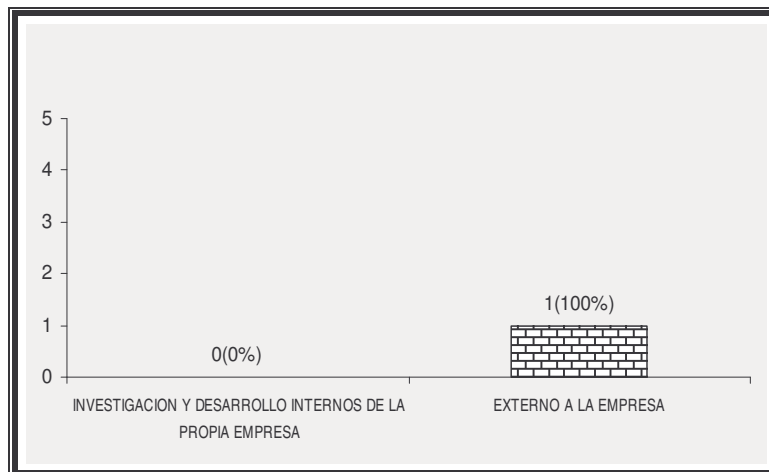 5
4
3
2
1
0
1(100%)
0(0%)
INVESTIGACION Y DESARROLLO INTERNOS DE LA
PROPIA EMPRESA
EXTERNO A LA EMPRESA